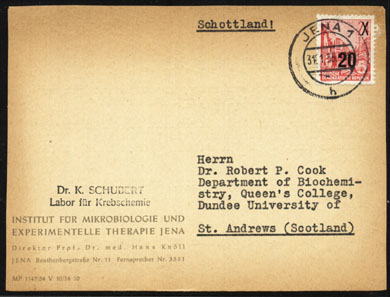 Schottland!
JENA 1
20
h
Herrn
Dr. Robert P. Cook
Department of Biochemi-
stry, Queen's College,
Dundee University of
St. Andrews (Scotland)
Dr. K. SCHUBERT
Labor für Krebschemie
INSTITUT FÜR MIKROBIOLOGIE UND
EXPERIMENTELLE THERAPIE JENA
Direktor Prof. Dr. med. Hans Knöll
JENA Beuthenbergstraße Nr. 11 Fernsprecher Nr. 3551